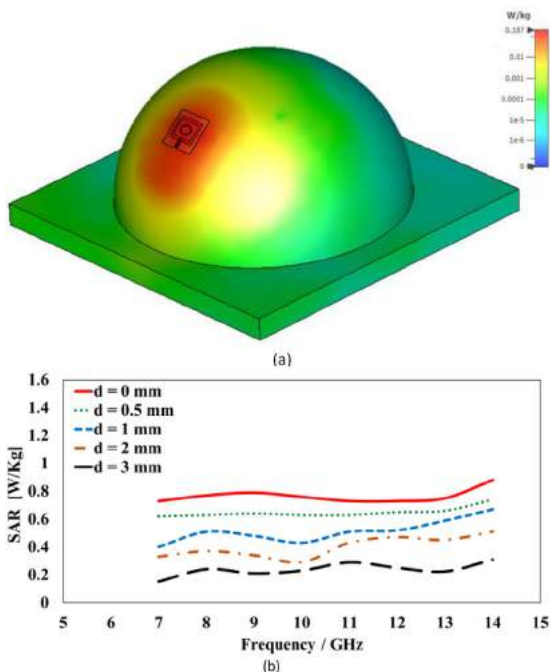 W/kg
0.187
0.01
0.001
0.0001
1e-5
1e-6
0
(a)
1.6
1.4
1.2
1
0.8
0.6
0.4
0.2
0
SAR [W/Kg]
d = 0 mm
d = 0.5 mm
d = 1 mm
d = 2 mm
d = 3 mm
5 6 7 8 9 10 11 12 13 14 15
Frequency / GHz
(b)